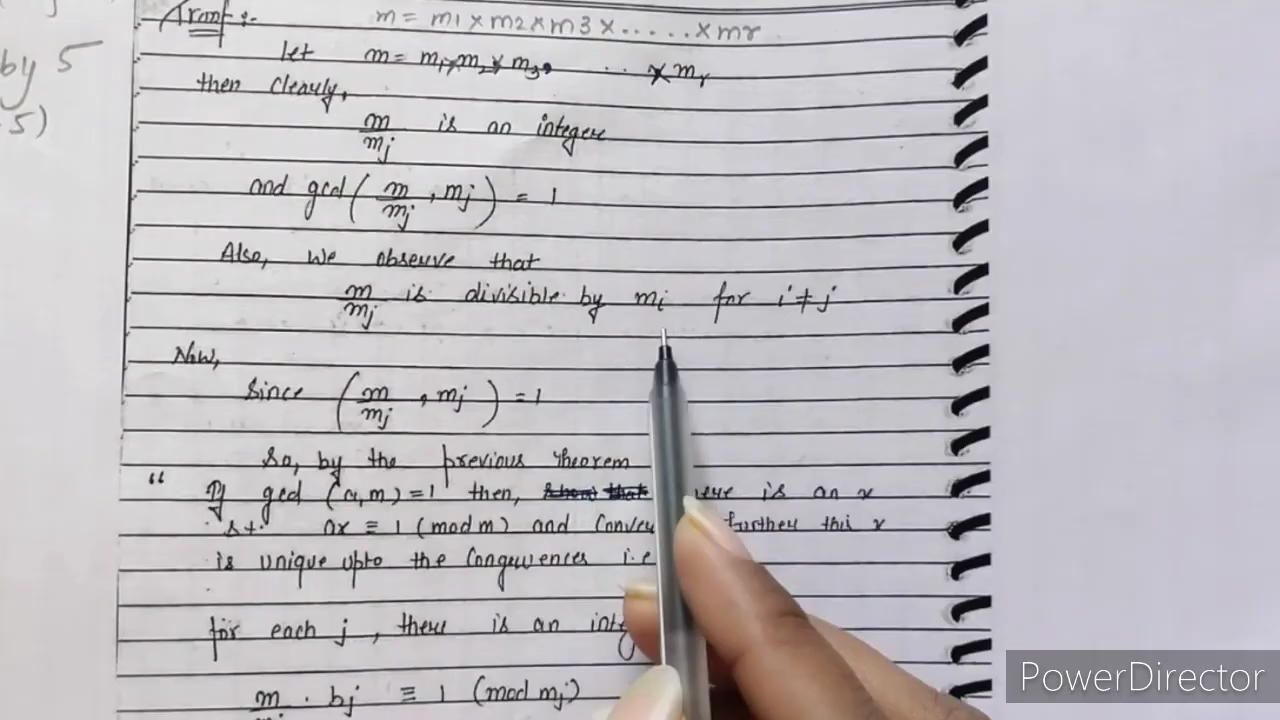 by 5
5)
Proof :-
m = m1 × m2 × m3 × ..... × mr
let m = m1 × m2 × m3, .. × mr
then clearly,
m/mj is an integer
and gcd ( m/mj , mj ) = 1
Also, we observe that
m/mj is divisible by mi for i ≠ j
Now,
Since ( m/mj , mj ) = 1
So, by the previous theorem
“ If gcd (a, m) = 1 then, is an x
s.t. ax ≡ 1 (mod m) and further this x
is unique upto the congruences i.e
for each j, there is an
m/mj . bj ≡ 1 (mod mj)
PowerDirector